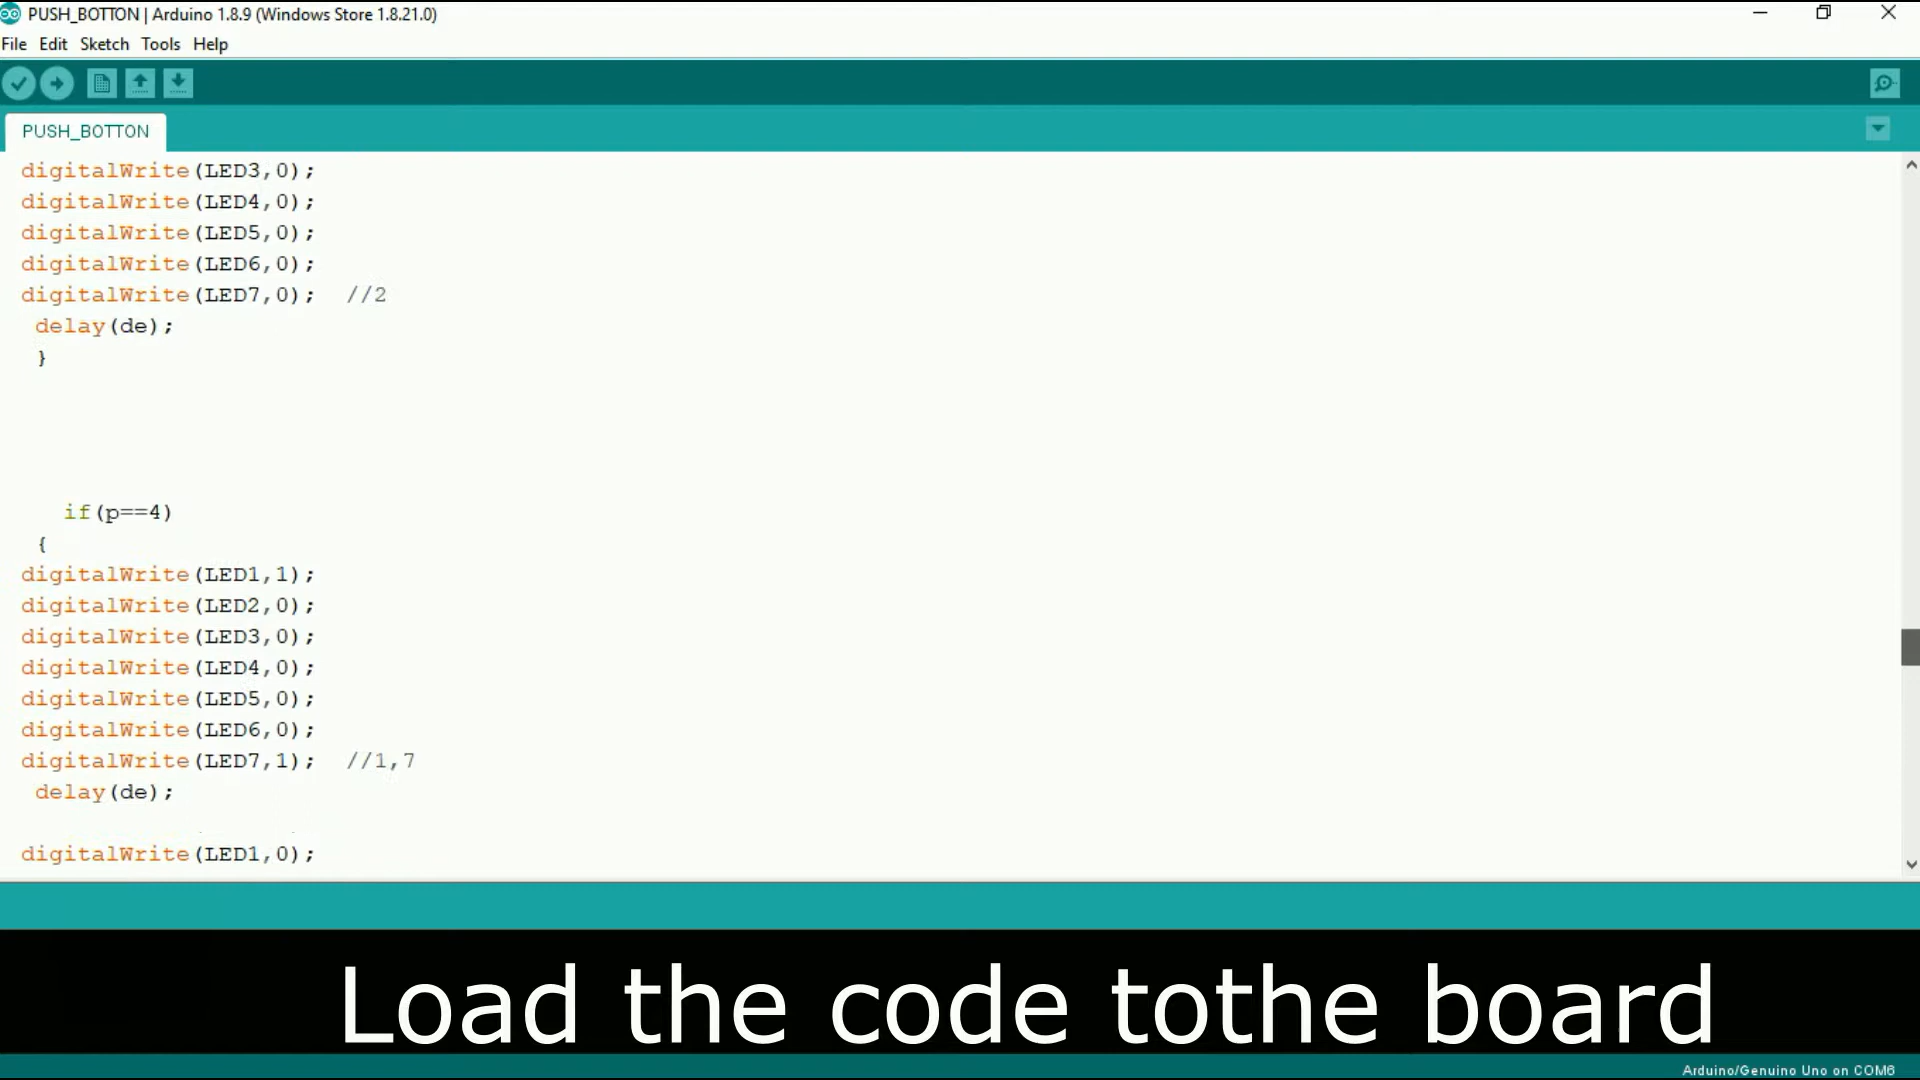 PUSH_BOTTON | Arduino 1.8.9 (Windows Store 1.8.21.0)
File Edit Sketch Tools Help
PUSH_BOTTON
digitalWrite(LED3,0);
digitalWrite(LED4,0);
digitalWrite(LED5,0);
digitalWrite(LED6,0);
digitalWrite(LED7,0); //2
delay(de);
}
if(p==4)
{
digitalWrite(LED1,1);
digitalWrite(LED2,0);
digitalWrite(LED3,0);
digitalWrite(LED4,0);
digitalWrite(LED5,0);
digitalWrite(LED6,0);
digitalWrite(LED7,1); //1,7
delay(de);
digitalWrite(LED1,0);
Load the code tothe board
Arduino/Genuino Uno on COM6